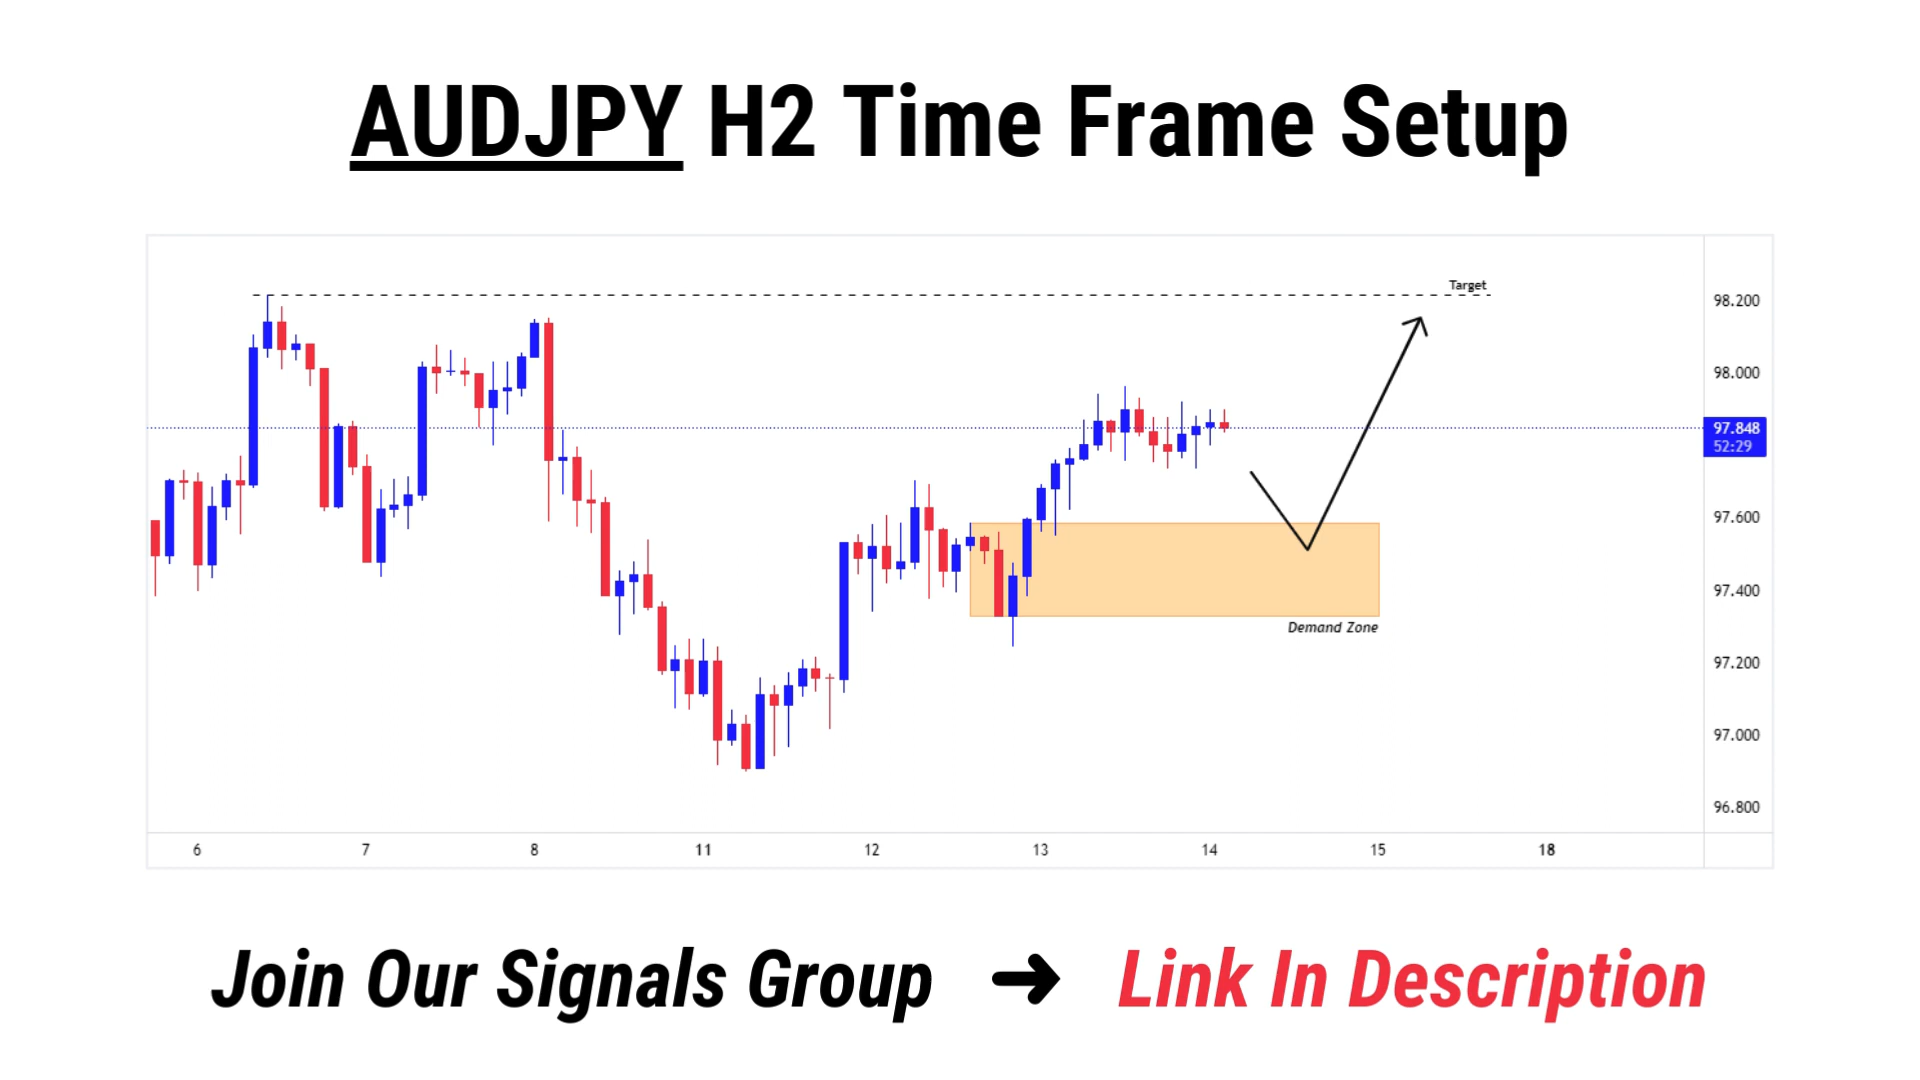 AUDJPY H2 Time Frame Setup
Target
98.200
98.000
97.848
52:29
97.600
97.400
Demand Zone
97.200
97.000
96.800
6 7 8 11 12 13 14 15 18
Join Our Signals Group ➜ Link In Description